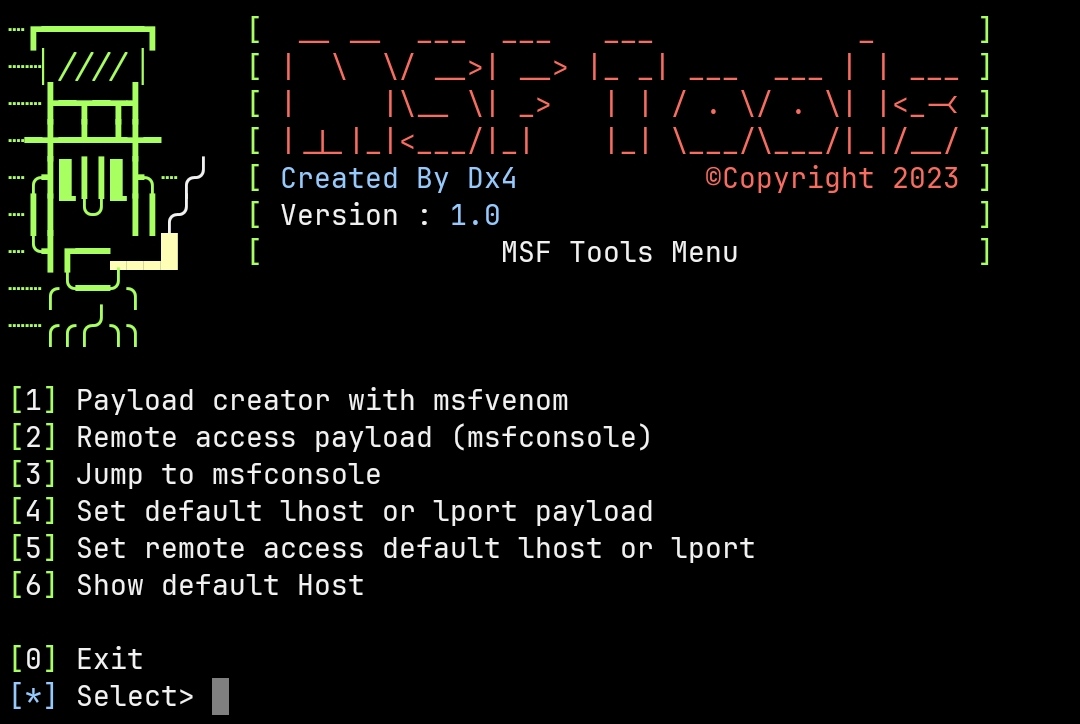 MSF Tools
Created By Dx4 ©Copyright 2023
Version : 1.0
MSF Tools Menu
[1] Payload creator with msfvenom
[2] Remote access payload (msfconsole)
[3] Jump to msfconsole
[4] Set default lhost or lport payload
[5] Set remote access default lhost or lport
[6] Show default Host
[0] Exit
[*] Select>